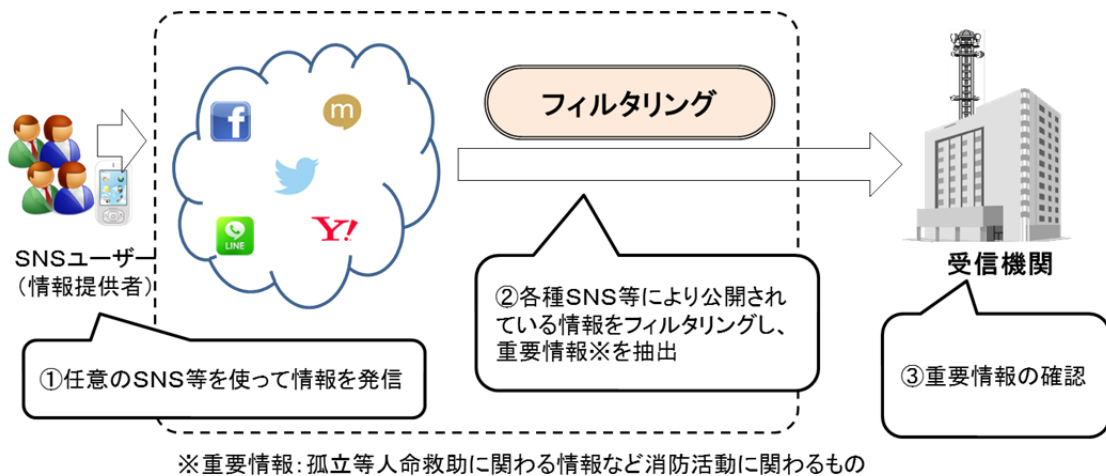 フィルタリング
f
m
LINE
Y!
SNSユーザー
（情報提供者）
受信機関
①任意のSNS等を使って情報を発信
②各種SNS等により公開され
ている情報をフィルタリングし、
重要情報※を抽出
③重要情報の確認
※重要情報：孤立等人命救助に関わる情報など消防活動に関わるもの